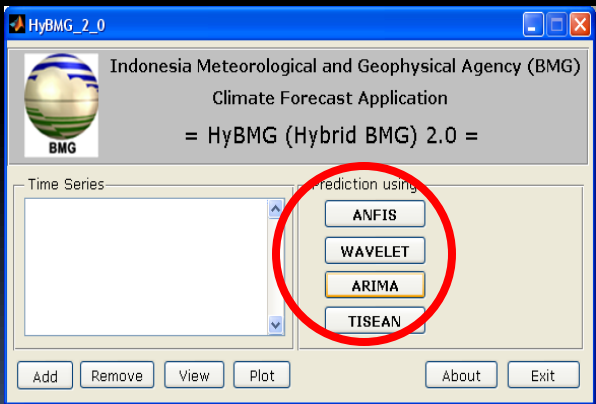 HyBMG_2_0
Indonesia Meteorological and Geophysical Agency (BMG)
Climate Forecast Application
= HyBMG (Hybrid BMG) 2.0 =
BMG
Time Series
Prediction using
ANFIS
WAVELET
ARIMA
TISEAN
Add
Remove
View
Plot
About
Exit